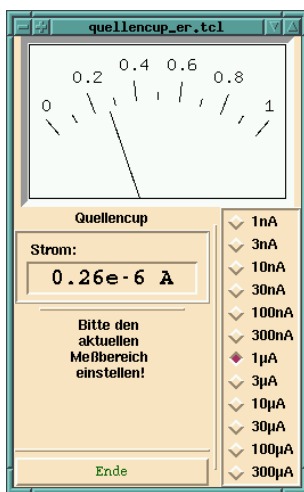 quellencup_er.tcl
0 0.2 0.4 0.6 0.8 1
Quellencup
Strom:
0.26e-6 A
Bitte den
aktuellen
Meßbereich
einstellen!
Ende
1nA
3nA
10nA
30nA
100nA
300nA
1µA
3µA
10µA
30µA
100µA
300µA